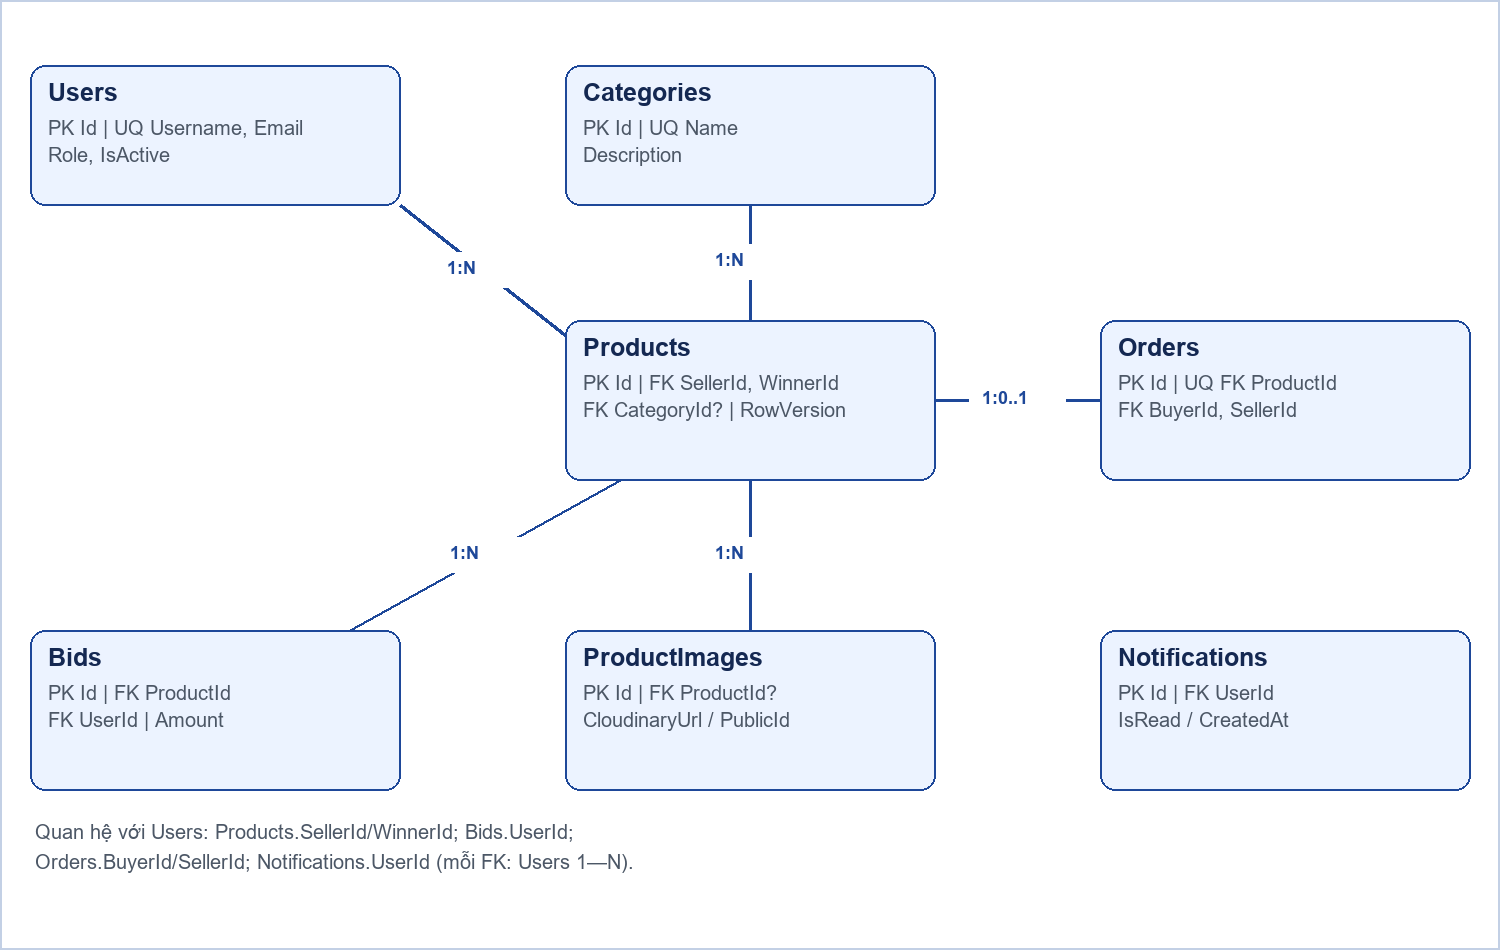 Users
PK Id | UQ Username, Email
Role, IsActive
Categories
PK Id | UQ Name
Description
1:N
1:N
Products
PK Id | FK SellerId, WinnerId
FK CategoryId? | RowVersion
1:0..1
Orders
PK Id | UQ FK ProductId
FK BuyerId, SellerId
1:N
1:N
Bids
PK Id | FK ProductId
FK UserId | Amount
ProductImages
PK Id | FK ProductId?
CloudinaryUrl / PublicId
Notifications
PK Id | FK UserId
IsRead / CreatedAt
Quan hệ với Users: Products.SellerId/WinnerId; Bids.UserId;
Orders.BuyerId/SellerId; Notifications.UserId (mỗi FK: Users 1—N).